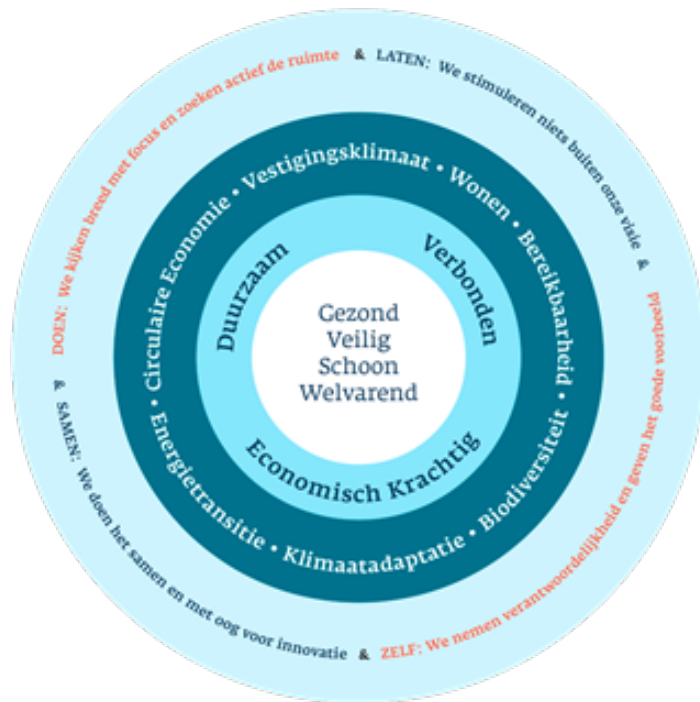 DOEN: We kijken breed met focus en zoeken actief de ruimte
& LATEN: We stimuleren niets buiten onze visie
& ZELF: We nemen verantwoordelijkheid en geven het goede voorbeeld
& SAMEN: We doen het samen en met oog voor innovatie
Circulaire Economie • Vestigingsklimaat • Wonen • Bereikbaarheid • Biodiversiteit • Klimaatadaptatie • Energietransitie •
Duurzaam
Verbonden
Economisch Krachtig
Gezond
Veilig
Schoon
Welvarend